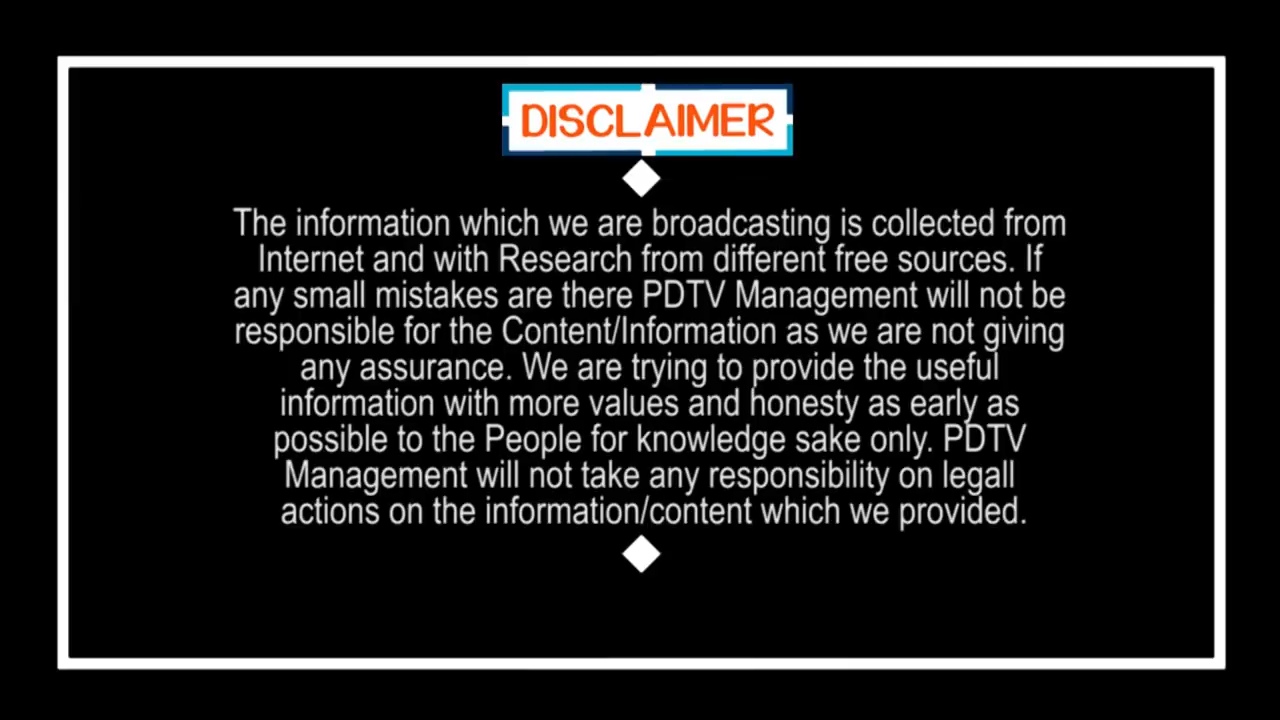 DISCLAIMER
The information which we are broadcasting is collected from
Internet and with Research from different free sources. If
any small mistakes are there PDTV Management will not be
responsible for the Content/Information as we are not giving
any assurance. We are trying to provide the useful
information with more values and honesty as early as
possible to the People for knowledge sake only. PDTV
Management will not take any responsibility on legall
actions on the information/content which we provided.